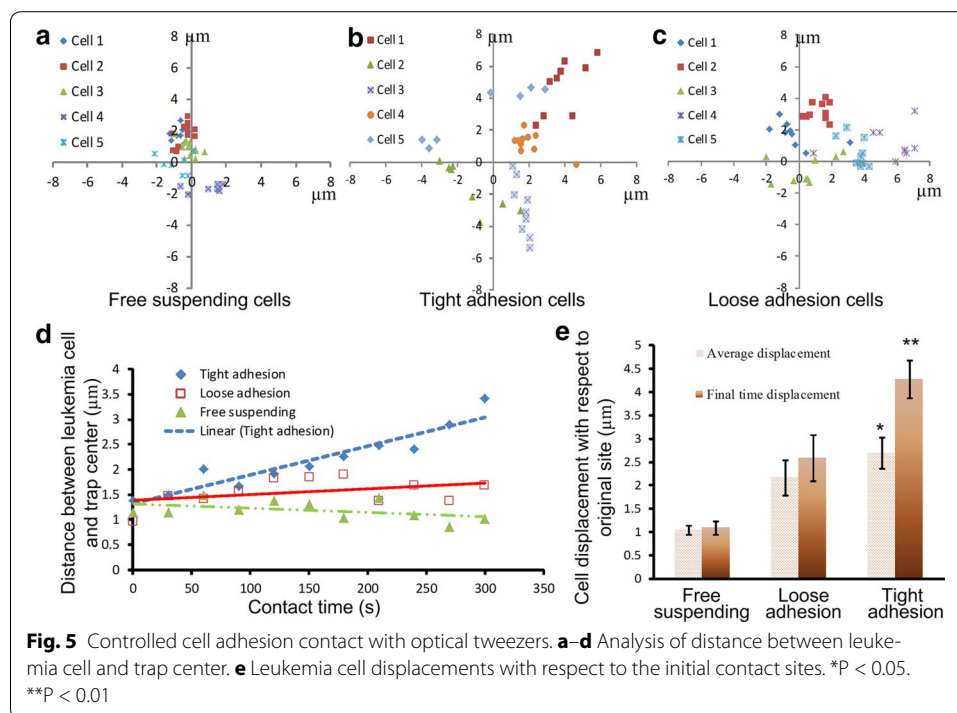 a
μm
8
6
4
2
0
-2
-4
-6
-8
-8 -6 -4 -2 0 2 4 6 8
μm
Cell 1
Cell 2
Cell 3
Cell 4
Cell 5
Free suspending cells
b
μm
8
6
4
2
0
-2
-4
-6
-8
-8 -6 -4 -2 0 2 4 6 8
μm
Cell 1
Cell 2
Cell 3
Cell 4
Cell 5
Tight adhesion cells
c
μm
8
6
4
2
0
-2
-4
-6
-8
-8 -6 -4 -2 0 2 4 6 8
μm
Cell 1
Cell 2
Cell 3
Cell 4
Cell 5
Loose adhesion cells
d
Distance between leukemia cell
and trap center (μm)
4
3.5
3
2.5
2
1.5
1
0.5
0
0 50 100 150 200 250 300 350
Contact time (s)
Tight adhesion
Loose adhesion
Free suspending
Linear (Tight adhesion)
e
Cell displacement with respect to
original site (μm)
5
4.5
4
3.5
3
2.5
2
1.5
1
0.5
0
Average displacement
Final time displacement
*
**
Free
suspending
Loose
adhesion
Tight
adhesion
Fig. 5 Controlled cell adhesion contact with optical tweezers. a–d Analysis of distance between leuke-
mia cell and trap center. e Leukemia cell displacements with respect to the initial contact sites. *P < 0.05.
**P < 0.01